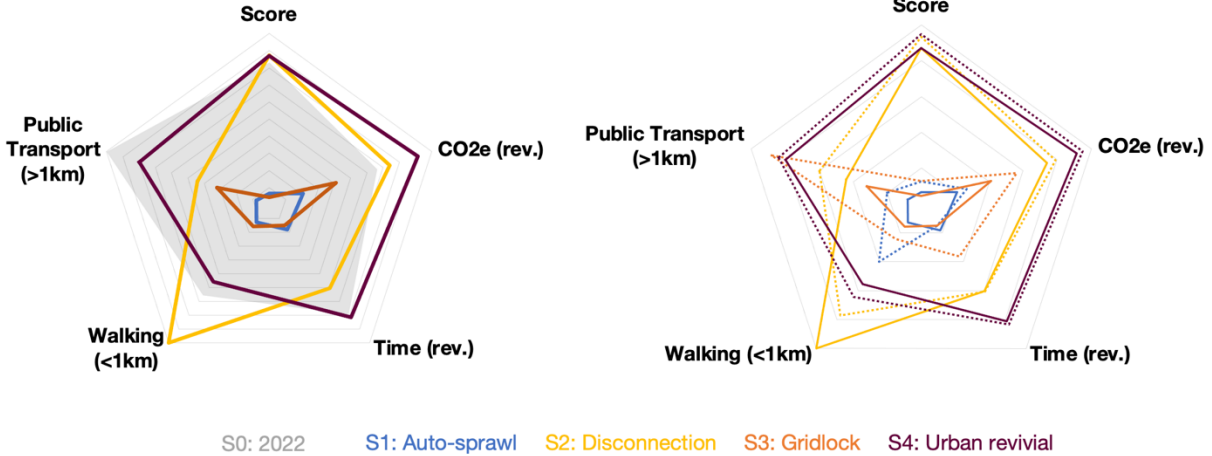 Score
Public
Transport
(>1km)
CO2e (rev.)
Walking
(<1km)
Time (rev.)
Score
Public Transport
(>1km)
CO2e (rev.)
Walking (<1km)
Time (rev.)
S0: 2022 S1: Auto-sprawl S2: Disconnection S3: Gridlock S4: Urban revivial